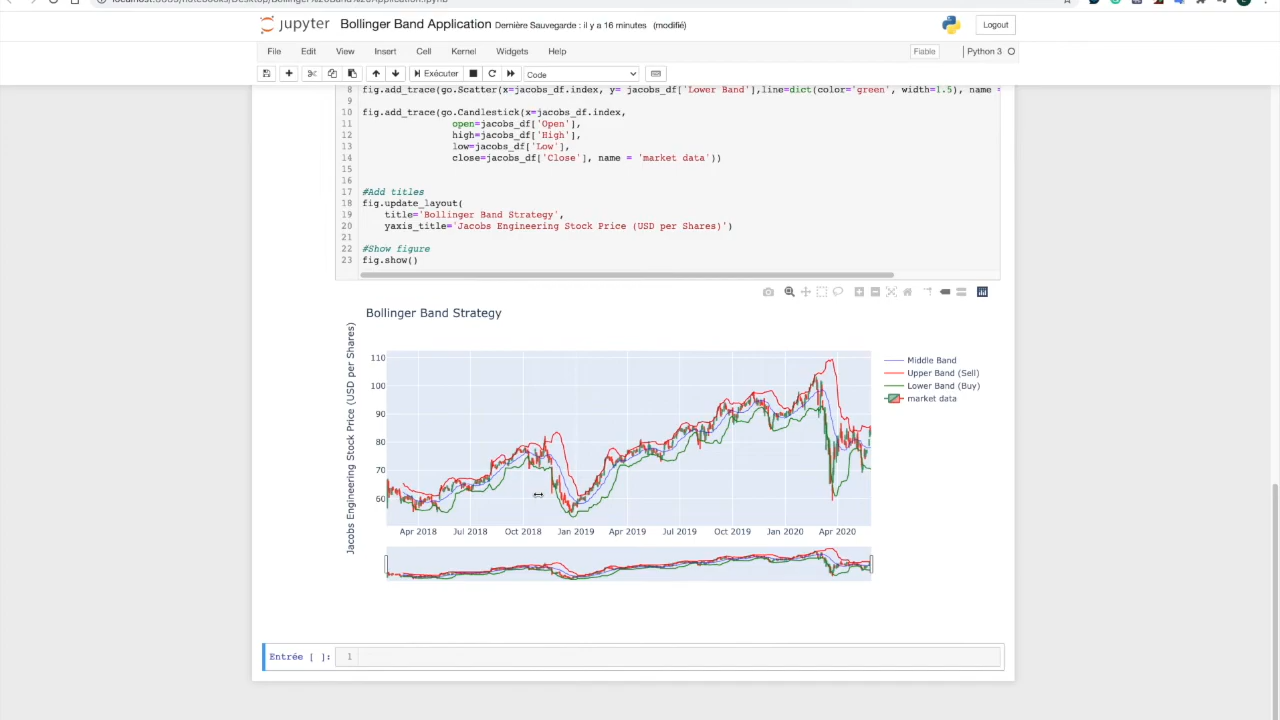 jupyter Bollinger Band Application Dernière Sauvegarde : il y a 16 minutes (modifié) Logout
File Edit View Insert Cell Kernel Widgets Help Fiable Python 3
Exécuter Code
8 fig.add_trace(go.Scatter(x=jacobs_df.index, y= jacobs_df['Lower Band'],line=dict(color='green', width=1.5), name =
9
10 fig.add_trace(go.Candlestick(x=jacobs_df.index,
11 open=jacobs_df['Open'],
12 high=jacobs_df['High'],
13 low=jacobs_df['Low'],
14 close=jacobs_df['Close'], name = 'market data'))
15
16
17 #Add titles
18 fig.update_layout(
19 title='Bollinger Band Strategy',
20 yaxis_title='Jacobs Engineering Stock Price (USD per Shares)')
21
22 #Show figure
23 fig.show()
Bollinger Band Strategy
Jacobs Engineering Stock Price (USD per Shares)
110
100
90
80
70
60
Apr 2018 Jul 2018 Oct 2018 Jan 2019 Apr 2019 Jul 2019 Oct 2019 Jan 2020 Apr 2020
Middle Band
Upper Band (Sell)
Lower Band (Buy)
market data
Entrée [ ]: 1